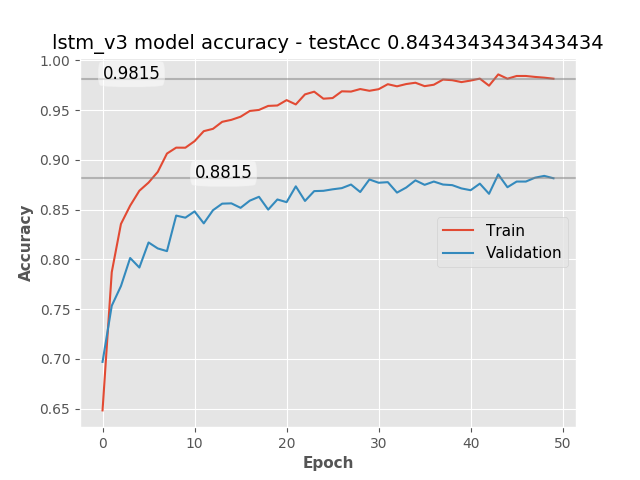 lstm_v3 model accuracy - testAcc 0.8434343434343434
1.00
0.9815
0.95
0.90
0.8815
0.85
0.80
0.75
0.70
0.65
Accuracy
Train
Validation
0 10 20 30 40 50
Epoch